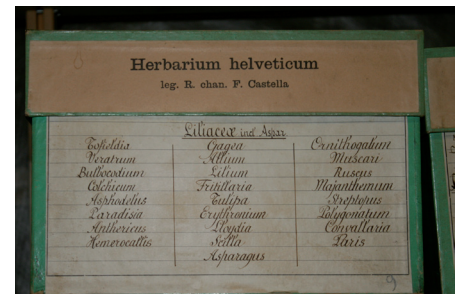 Herbarium helveticum
leg. R. chan. F. Castella
Liliaceæ incl. Aspar.
Tofieldia
Veratrum
Bulbocodium
Colchicum
Asphodelus
Paradisia
Anthericus
Hemerocallis
Gagea
Allium
Lilium
Fritillaria
Tulipa
Erythronium
Lloydia
Scilla
Asparagus
Ornithogalum
Muscari
Ruscus
Majanthemum
Streptopus
Polygonatum
Convallaria
Paris
9